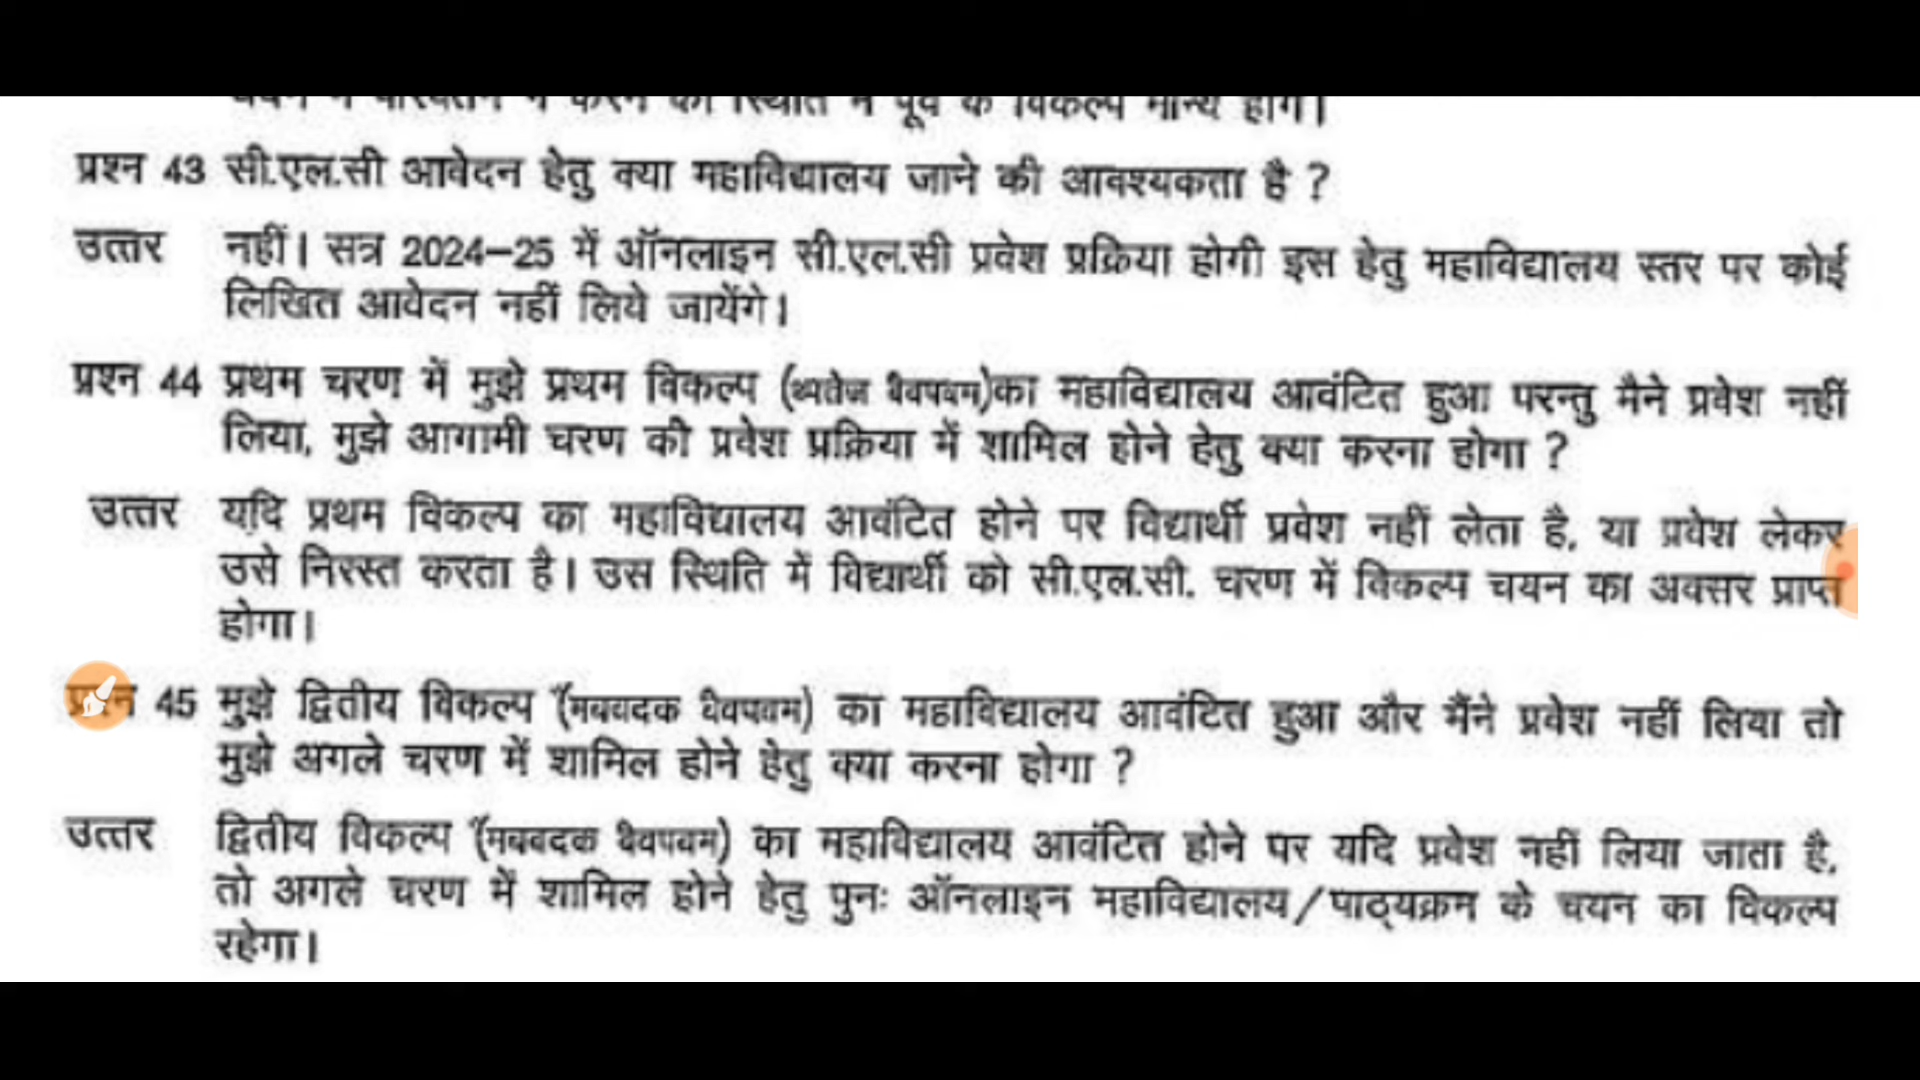 में परिवर्तन न करने की स्थिति में पूर्व के विकल्प मान्य होंगे।
प्रश्न 43 सी.एल.सी आवेदन हेतु क्या महाविद्यालय जाने की आवश्यकता है ?
उत्तर नहीं। सत्र 2024–25 में ऑनलाइन सी.एल.सी प्रवेश प्रक्रिया होगी इस हेतु महाविद्यालय स्तर पर कोई
लिखित आवेदन नहीं लिये जायेंगे।
प्रश्न 44 प्रथम चरण में मुझे प्रथम विकल्प का महाविद्यालय आवंटित हुआ परन्तु मैने प्रवेश नहीं
लिया, मुझे आगामी चरण की प्रवेश प्रक्रिया में शामिल होने हेतु क्या करना होगा ?
उत्तर यदि प्रथम विकल्प का महाविद्यालय आवंटित होने पर विद्यार्थी प्रवेश नहीं लेता है, या प्रवेश लेकर
उसे निरस्त करता है। उस स्थिति में विद्यार्थी को सी.एल.सी. चरण में विकल्प चयन का अवसर प्राप्त
होगा।
प्रश्न 45 मुझे द्वितीय विकल्प का महाविद्यालय आवंटित हुआ और मैंने प्रवेश नहीं लिया तो
मुझे अगले चरण में शामिल होने हेतु क्या करना होगा ?
उत्तर द्वितीय विकल्प का महाविद्यालय आवंटित होने पर यदि प्रवेश नहीं लिया जाता है,
तो अगले चरण में शामिल होने हेतु पुनः ऑनलाइन महाविद्यालय/पाठ्यक्रम के चयन का विकल्प
रहेगा।